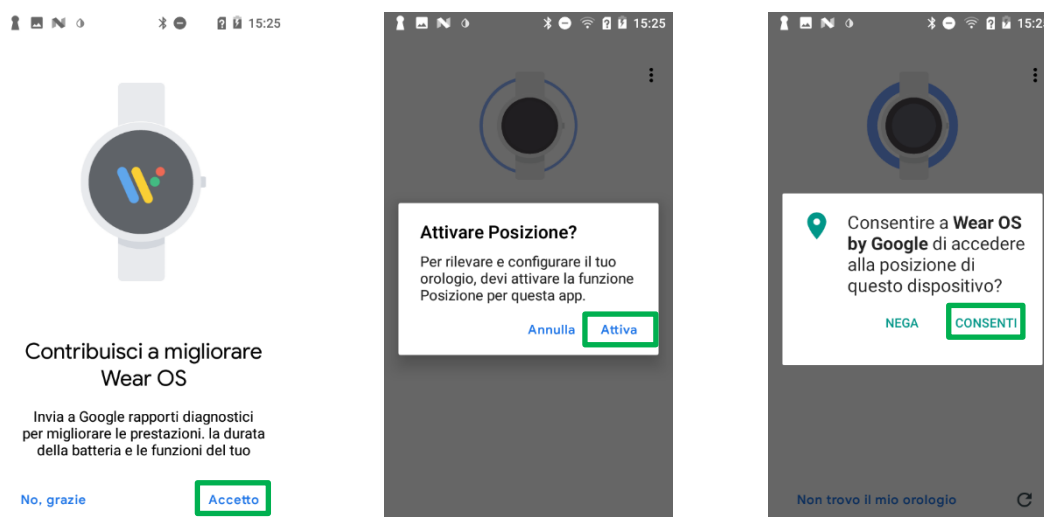 15:25
Contribuisci a migliorare
Wear OS
Invia a Google rapporti diagnostici
per migliorare le prestazioni. la durata
della batteria e le funzioni del tuo
No, grazie
Accetto
15:25
Attivare Posizione?
Per rilevare e configurare il tuo
orologio, devi attivare la funzione
Posizione per questa app.
Annulla
Attiva
15:2
Consentire a Wear OS
by Google di accedere
alla posizione di
questo dispositivo?
NEGA
CONSENTI
Non trovo il mio orologio